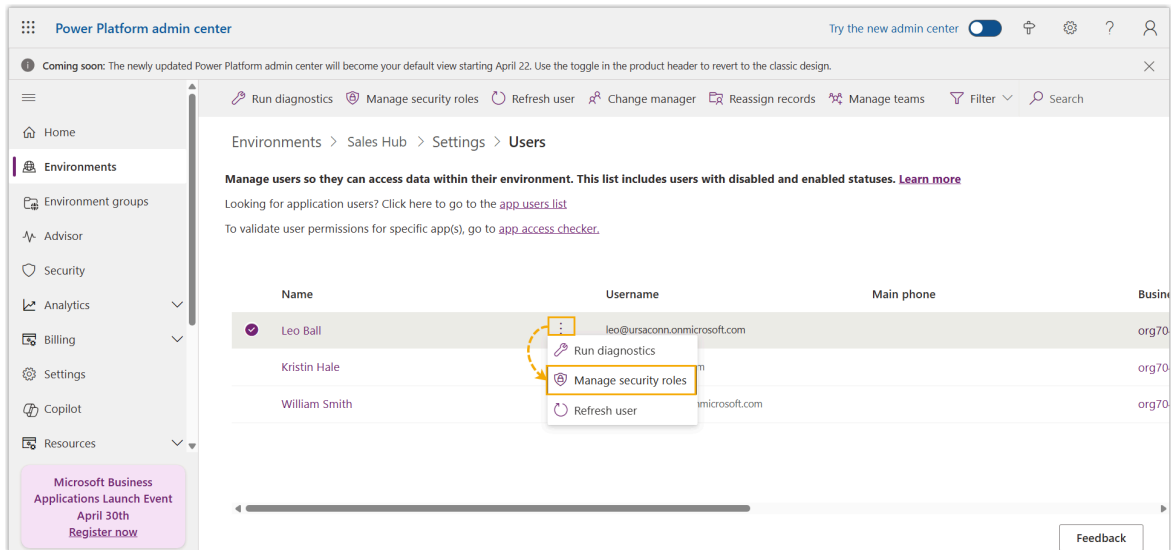 Power Platform admin center
Try the new admin center
Coming soon: The newly updated Power Platform admin center will become your default view starting April 22. Use the toggle in the product header to revert to the classic design.
Run diagnostics Manage security roles Refresh user Change manager Reassign records Manage teams Filter Search
Home
Environments
Environment groups
Advisor
Security
Analytics
Billing
Settings
Copilot
Resources
Microsoft Business
Applications Launch Event
April 30th
Register now
Environments > Sales Hub > Settings > Users
Manage users so they can access data within their environment. This list includes users with disabled and enabled statuses. Learn more
Looking for application users? Click here to go to the app users list
To validate user permissions for specific app(s), go to app access checker.
Name Username Main phone Busine
Leo Ball leo@ursaconn.onmicrosoft.com org70
Run diagnostics
Kristin Hale m org70
Manage security roles
William Smith nmicrosoft.com org70
Refresh user
Feedback